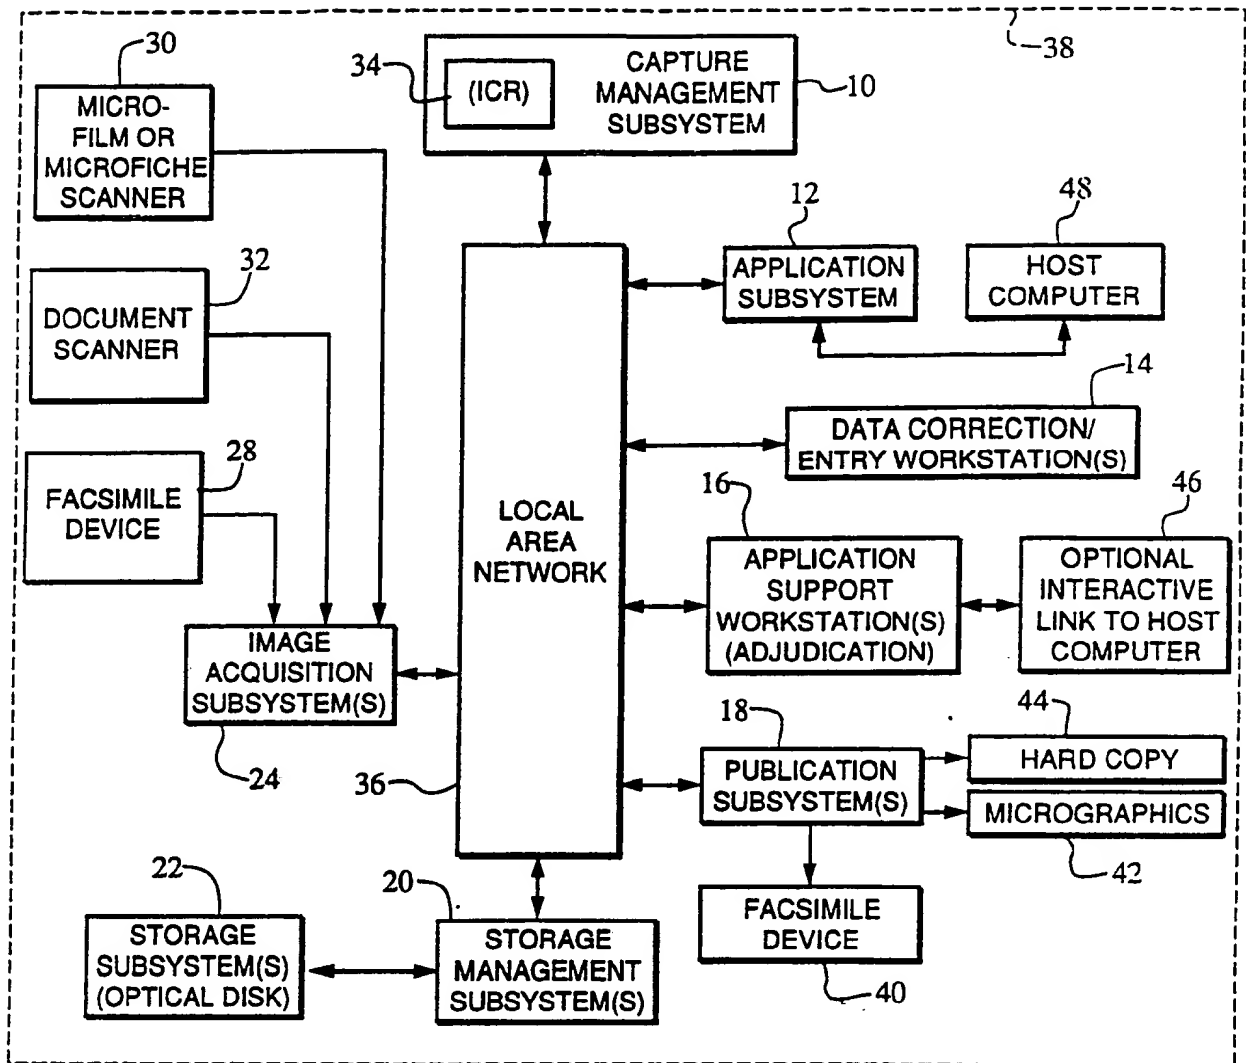 30
MICRO-
FILM OR
MICROFICHE
SCANNER
34
(ICR)
CAPTURE
MANAGEMENT
SUBSYSTEM
10
38
32
DOCUMENT
SCANNER
12
APPLICATION
SUBSYSTEM
48
HOST
COMPUTER
14
DATA CORRECTION/
ENTRY WORKSTATION(S)
28
FACSIMILE
DEVICE
LOCAL
AREA
NETWORK
36
16
APPLICATION
SUPPORT
WORKSTATION(S)
(ADJUDICATION)
46
OPTIONAL
INTERACTIVE
LINK TO HOST
COMPUTER
IMAGE
ACQUISITION
SUBSYSTEM(S)
24
18
PUBLICATION
SUBSYSTEM(S)
44
HARD COPY
MICROGRAPHICS
42
FACSIMILE
DEVICE
40
22
STORAGE
SUBSYSTEM(S)
(OPTICAL DISK)
20
STORAGE
MANAGEMENT
SUBSYSTEM(S)